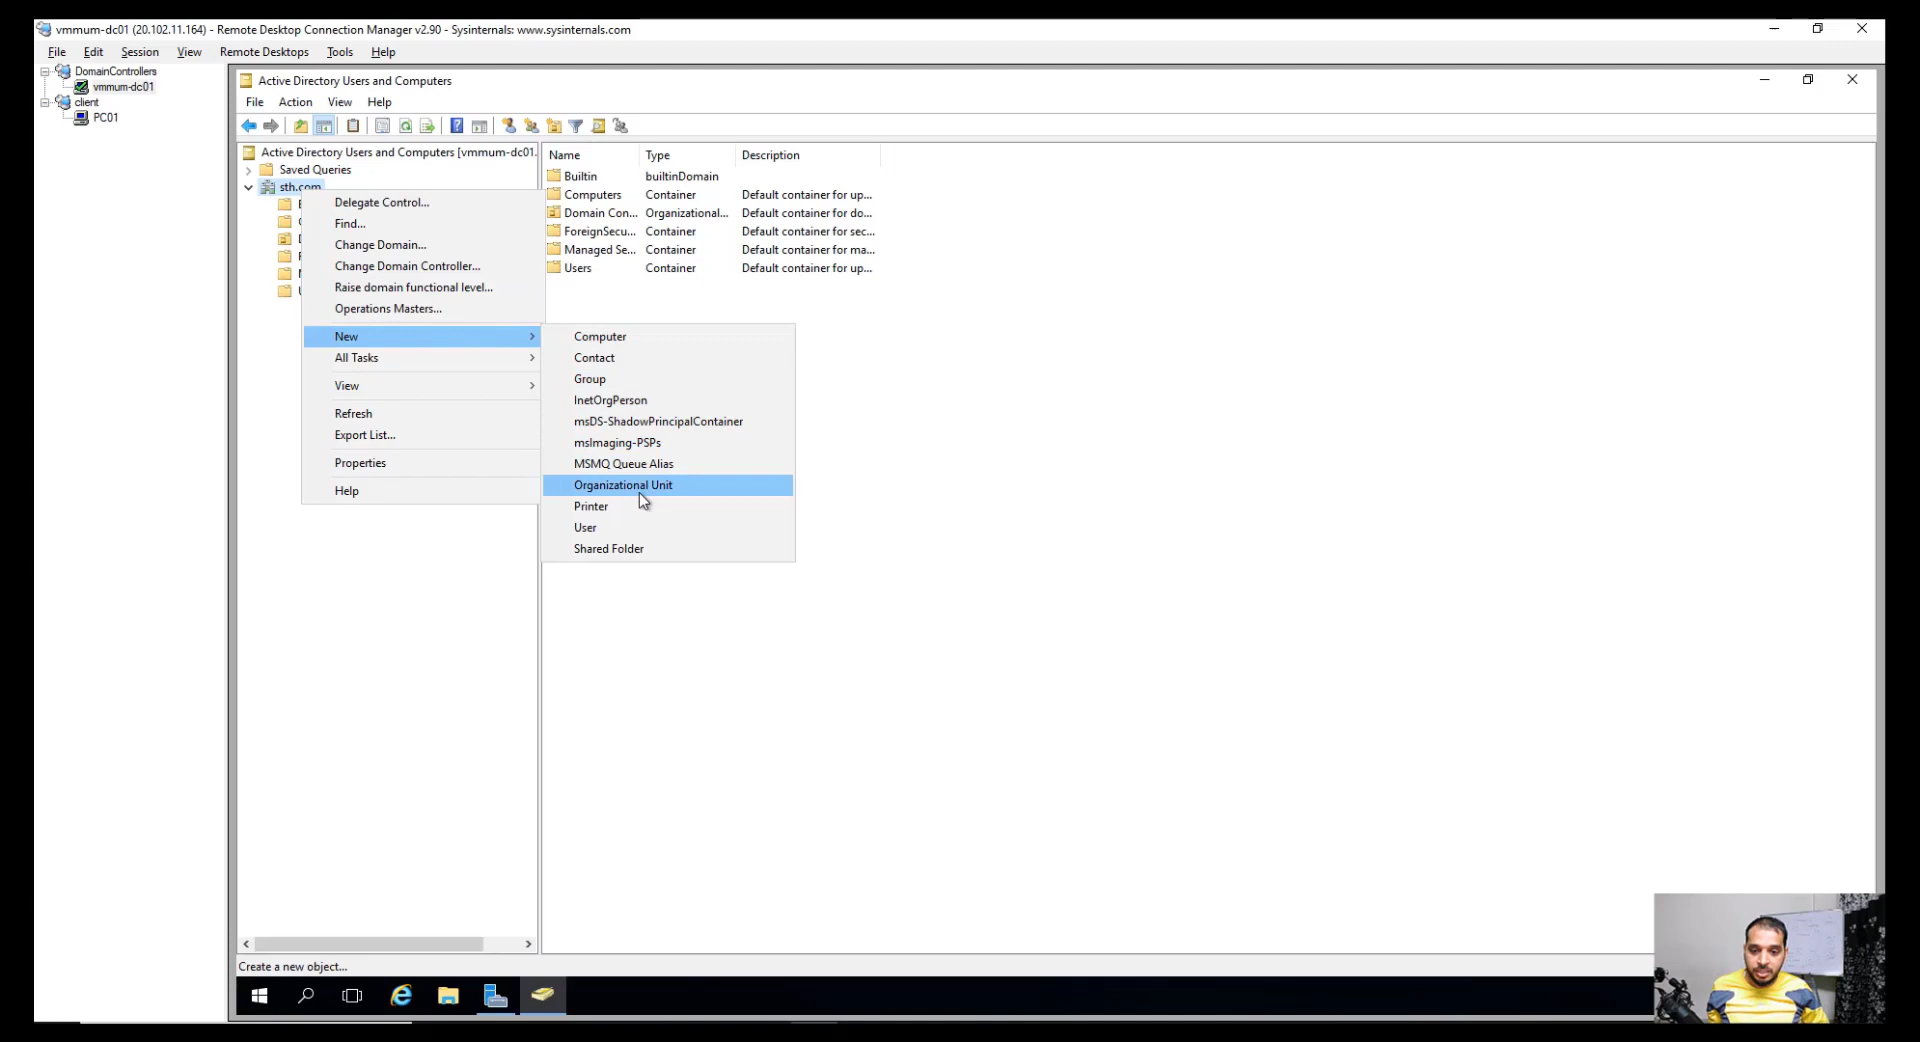 vmmum-dc01 (20.102.11.164) - Remote Desktop Connection Manager v2.90 - Sysinternals: www.sysinternals.com
File Edit Session View Remote Desktops Tools Help
DomainControllers
vmmum-dc01
client
PC01
Active Directory Users and Computers
File Action View Help
Active Directory Users and Computers [vmmum-dc01.
Saved Queries
sth.com
Delegate Control...
Find...
Change Domain...
Change Domain Controller...
Raise domain functional level...
Operations Masters...
New
All Tasks
View
Refresh
Export List...
Properties
Help
Computer
Contact
Group
InetOrgPerson
msDS-ShadowPrincipalContainer
msImaging-PSPs
MSMQ Queue Alias
Organizational Unit
Printer
User
Shared Folder
Name Type Description
Builtin builtinDomain
Computers Container Default container for up...
Domain Con... Organizational... Default container for do...
ForeignSecu... Container Default container for sec...
Managed Se... Container Default container for ma...
Users Container Default container for up...
Create a new object...